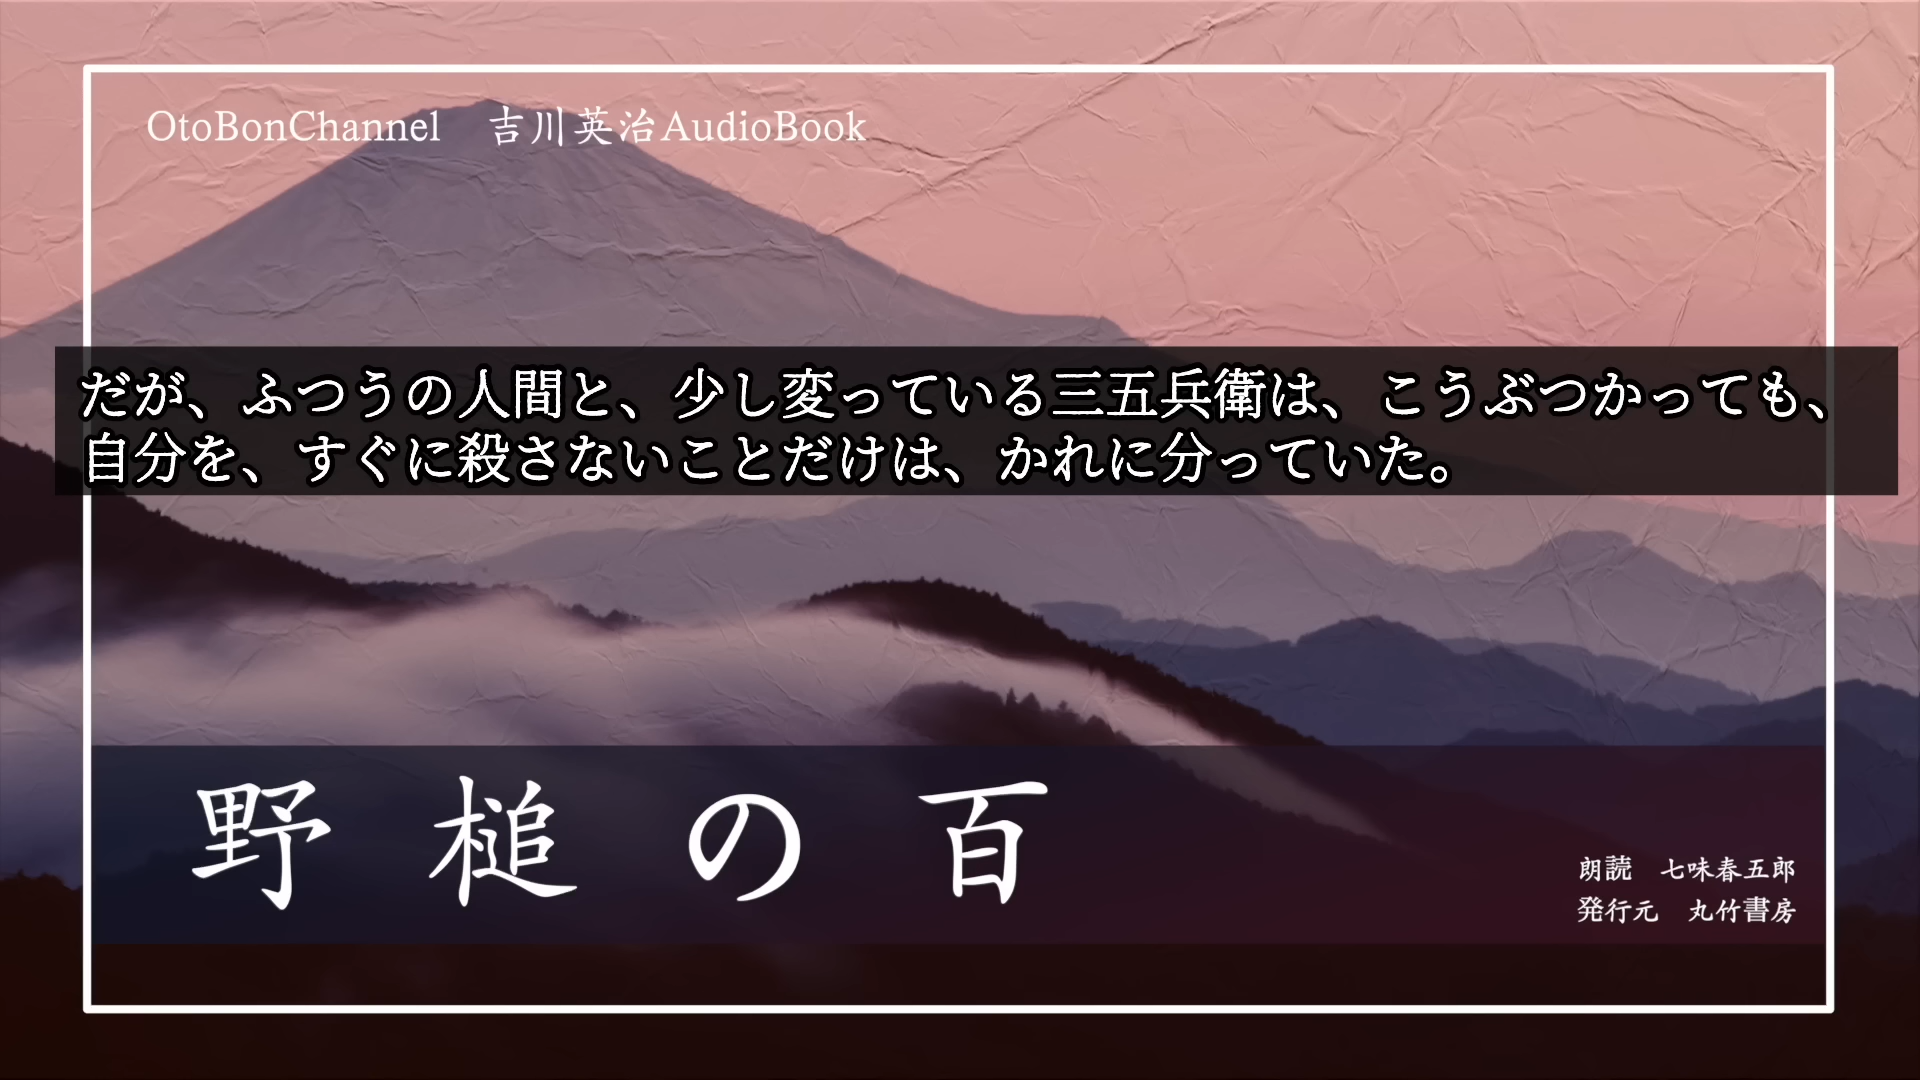 OtoBonChannel　吉川英治AudioBook
だが、ふつうの人間と、少し変っている三五兵衛は、こうぶつかっても、
自分を、すぐに殺さないことだけは、かれに分っていた。
野槌の百
朗読　七味春五郎
発行元　丸竹書房